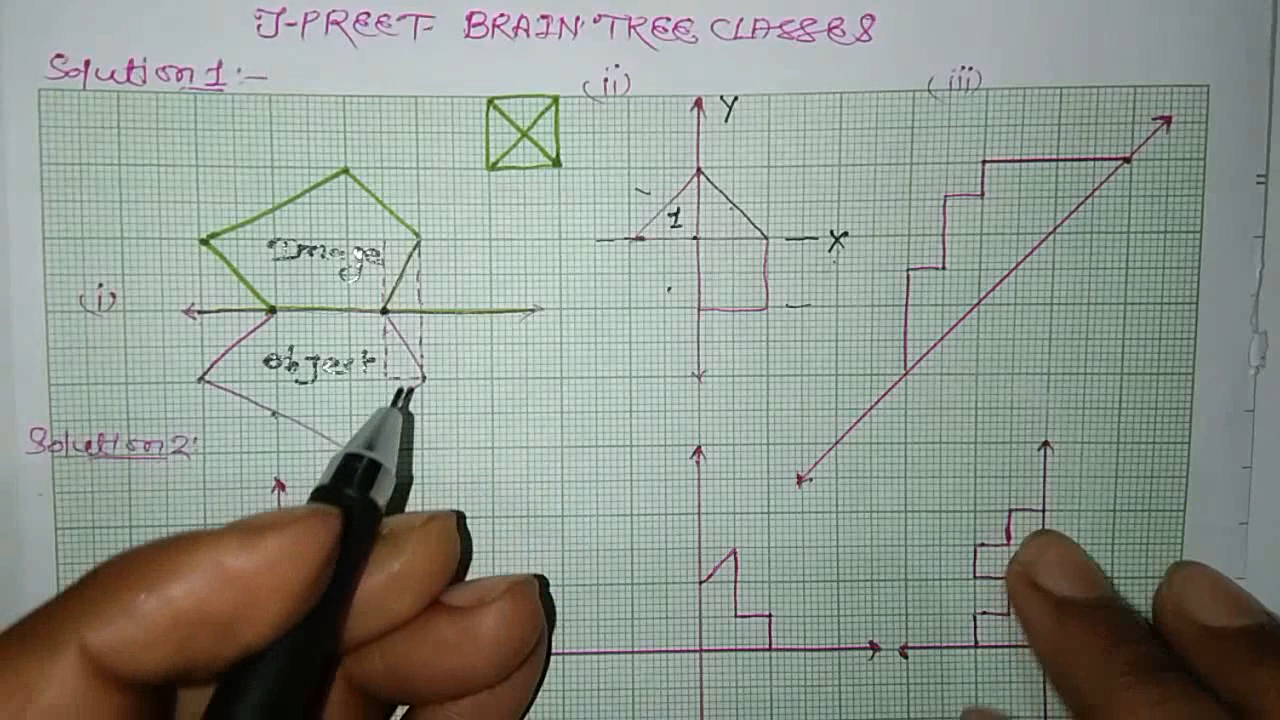 J-PREET BRAIN TREE CLASSES
Solution 1:-
(ii)
(iii)
Y
1
X
Image
(i)
object
Solution 2: